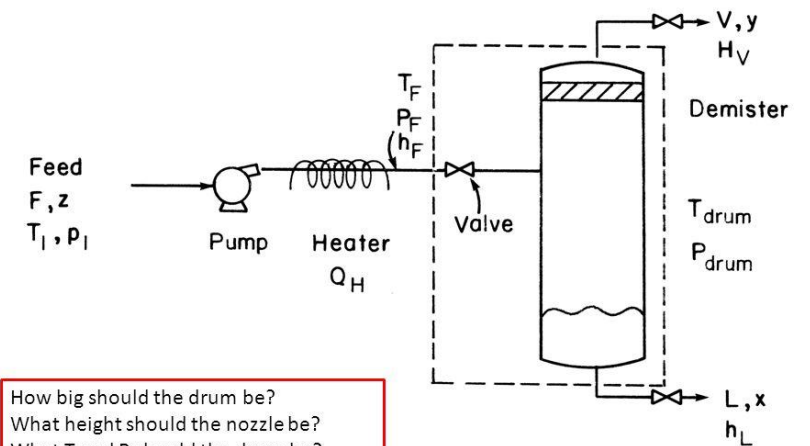 V, y
H_V
Demister
T_F
P_F
h_F
Feed
F, z
T_1, p_1
Pump
Heater
Q_H
Valve
T_drum
P_drum
L, x
h_L
How big should the drum be?
What height should the nozzle be?